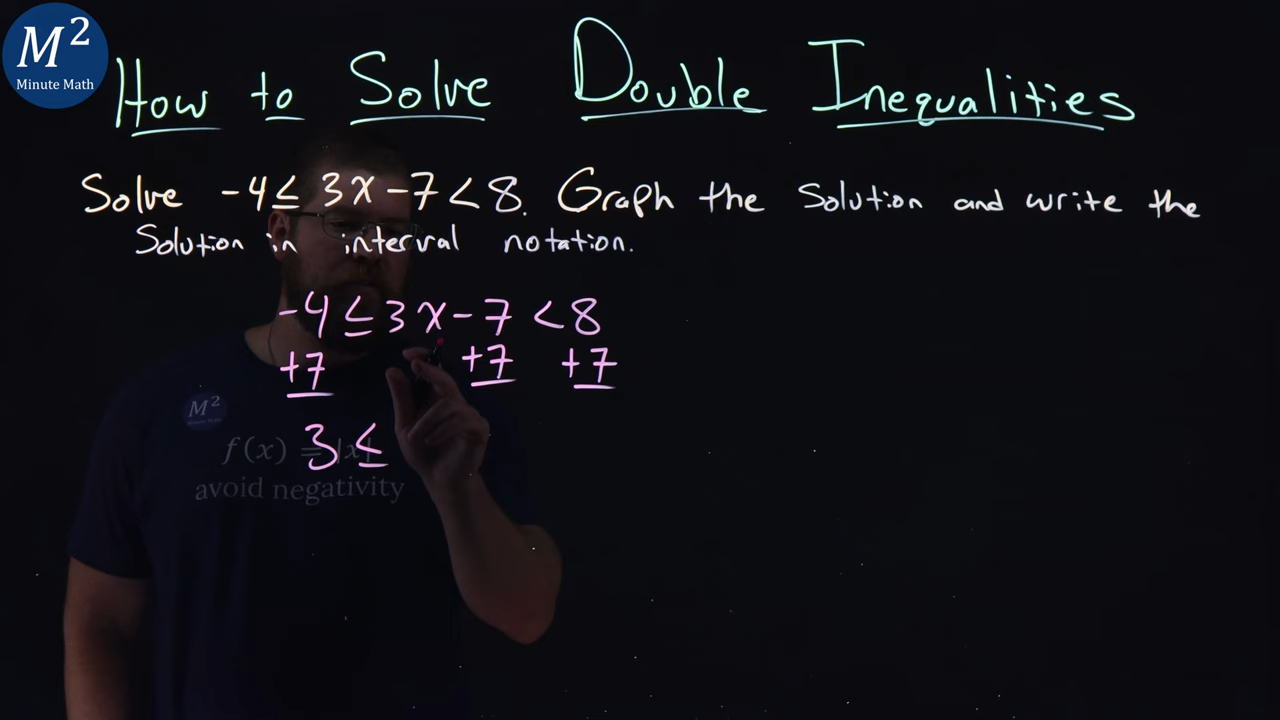 M²
Minute Math
How to Solve Double Inequalities
Solve -4 ≤ 3x - 7 < 8. Graph the Solution and write the
Solution in interval notation.
-4 ≤ 3x - 7 < 8
+7 +7 +7
3 ≤
M²
f(x) = |x|
avoid negativity